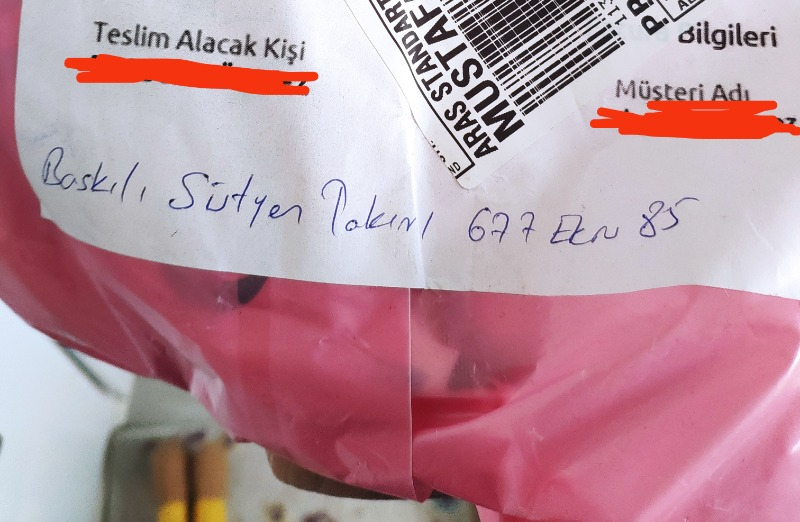 Teslim Alacak Kişi
ARAS STANDART
MUSTAFA
Bilgileri
Müşteri Adı
Baskılı Sütyen Takımı 677 Ekru 85